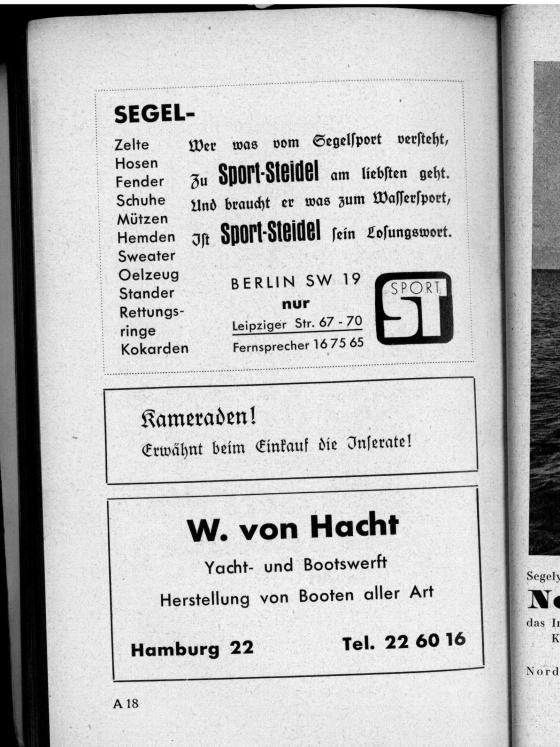 SEGEL-
Zelte
Hosen
Fender
Schuhe
Mützen
Hemden
Sweater
Oelzeug
Stander
Rettungs-
ringe
Kokarden
Wer was vom Segelsport versteht,
Zu Sport-Steidel am liebsten geht.
Und braucht er was zum Wassersport,
Ist Sport-Steidel sein Losungswort.
BERLIN SW 19
nur
Leipziger Str. 67 - 70
Fernsprecher 16 75 65
SPORT
ST
Kameraden!
Erwähnt beim Einkauf die Inserate!
W. von Hacht
Yacht- und Bootswerft
Herstellung von Booten aller Art
Hamburg 22 Tel. 22 60 16
A 18
das
Nord